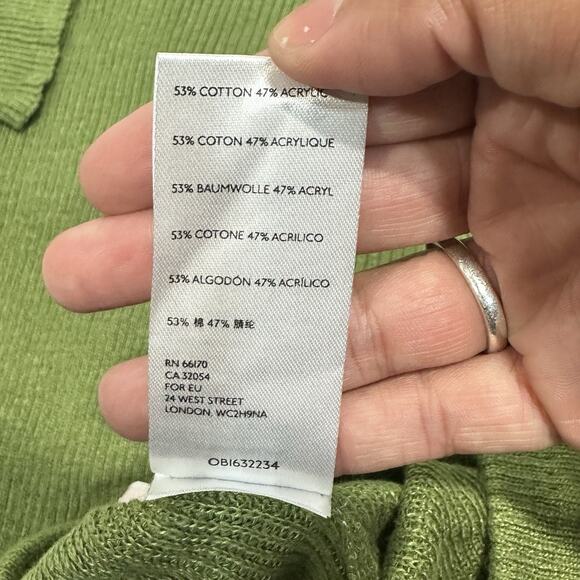 53% COTTON 47% ACRYLIC
53% COTON 47% ACRYLIQUE
53% BAUMWOLLE 47% ACRYL
53% COTONE 47% ACRILICO
53% ALGODÓN 47% ACRÍLICO
53% 棉 47% 腈纶
RN 66170
CA 32054
FOR EU
24 WEST STREET
LONDON, WC2H9NA
OB1632234